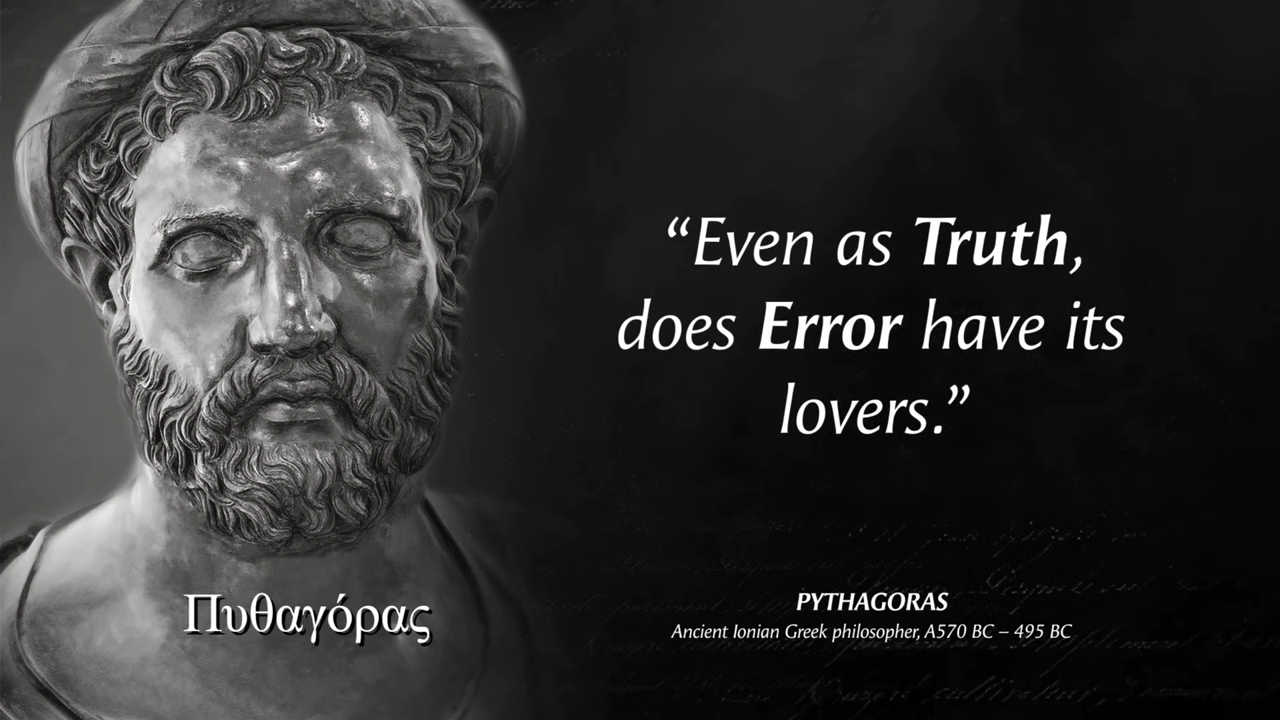 “Even as Truth,
does Error have its
lovers.”
Πυθαγόρας
PYTHAGORAS
Ancient Ionian Greek philosopher, A570 BC – 495 BC